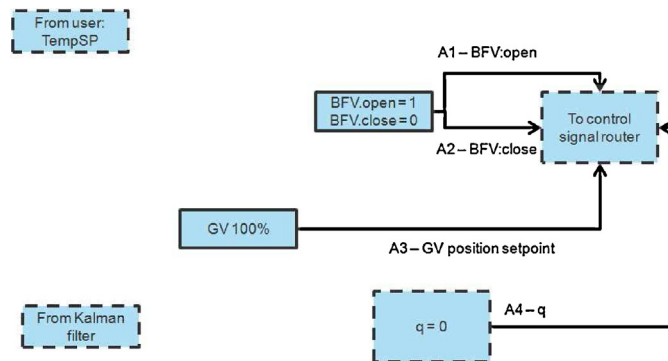 From user:
TempSP
A1–BFV:open
BFV.open = 1
BFV.close = 0
To control
signal router
A2–BFV:close
GV 100%
A3–GV position setpoint
From Kalman
filter
q = 0
A4–q